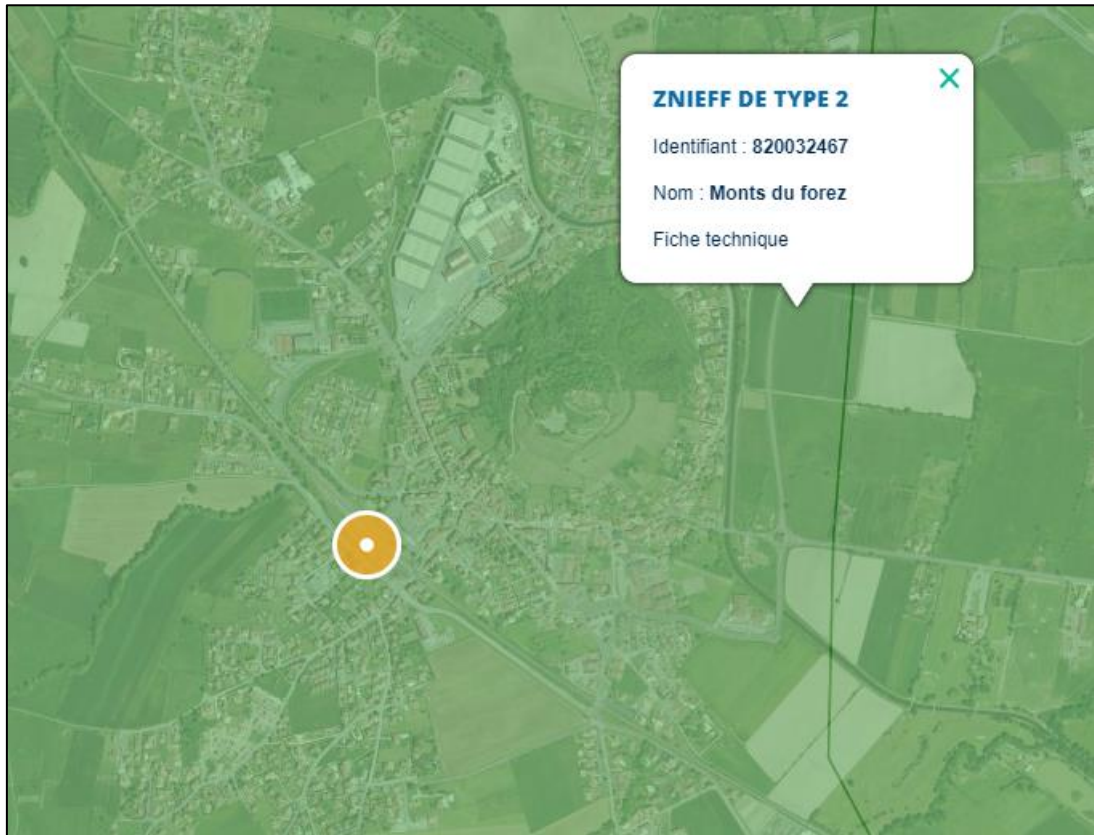 ZNIEFF DE TYPE 2
Identifiant : 820032467
Nom : Monts du forez
Fiche technique